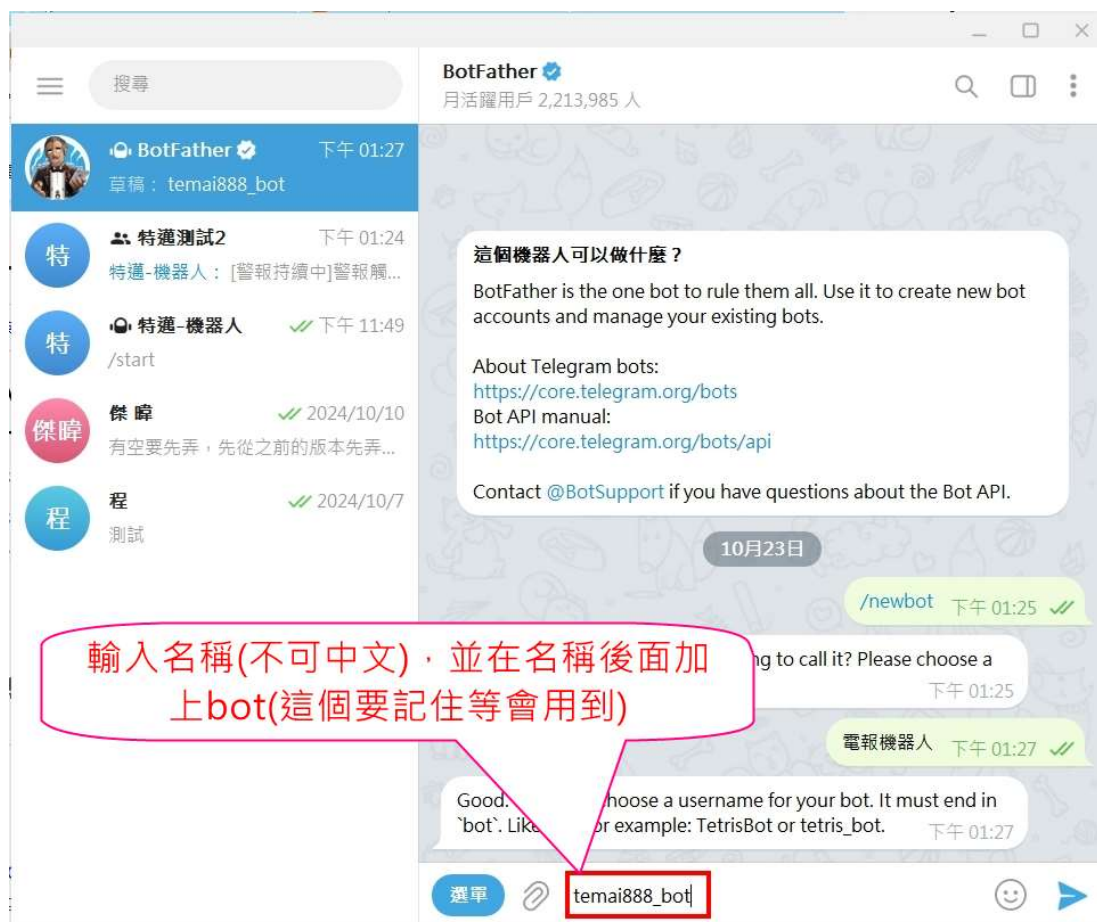 搜尋
BotFather
下午 01:27
草稿： temai888_bot
特
特邁測試2
下午 01:24
特邁-機器人： [警報持續中]警報觸...
特
特邁-機器人
下午 11:49
/start
傑暐
傑 暐
2024/10/10
有空要先弄，先從之前的版本先弄...
程
程
2024/10/7
測試
BotFather
月活躍用戶 2,213,985 人
這個機器人可以做什麼？
BotFather is the one bot to rule them all. Use it to create new bot
accounts and manage your existing bots.
About Telegram bots:
https://core.telegram.org/bots
Bot API manual:
https://core.telegram.org/bots/api
Contact @BotSupport if you have questions about the Bot API.
10月23日
/newbot 下午 01:25
to call it? Please choose a
下午 01:25
輸入名稱(不可中文)，並在名稱後面加
上bot(這個要記住等會用到)
電報機器人 下午 01:27
Good. choose a username for your bot. It must end in
`bot`. Like or example: TetrisBot or tetris_bot. 下午 01:27
選單
temai888_bot